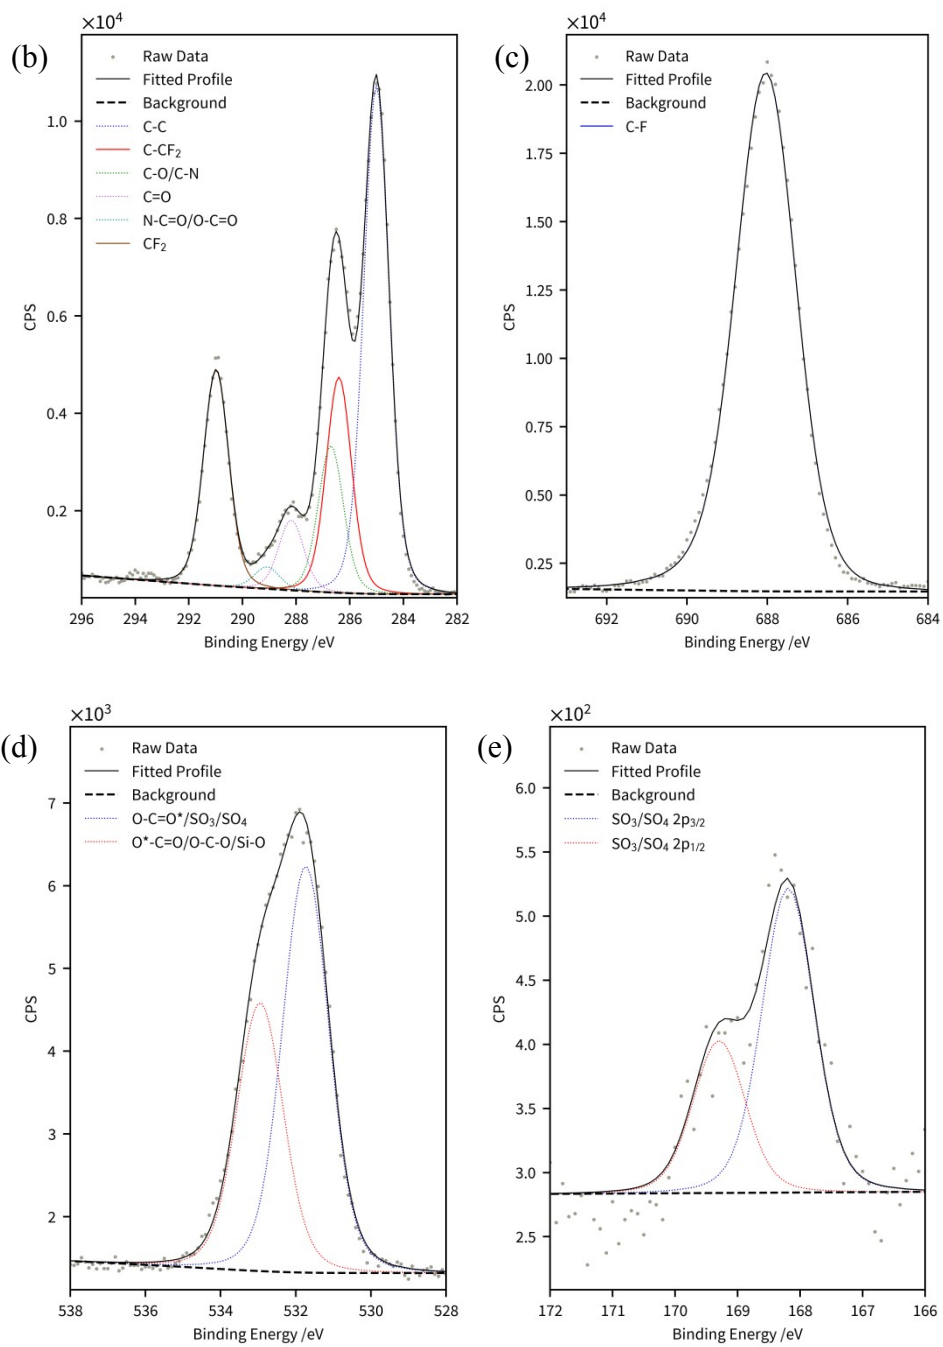 (b)
×10⁴
Raw Data
Fitted Profile
Background
C-C
C-CF₂
C-O/C-N
C=O
N-C=O/O-C=O
CF₂
1.0
0.8
0.6
0.4
0.2
CPS
296 294 292 290 288 286 284 282
Binding Energy /eV
(c)
×10⁴
Raw Data
Fitted Profile
Background
C-F
2.00
1.75
1.50
1.25
1.00
0.75
0.50
0.25
CPS
692 690 688 686 684
Binding Energy /eV
(d)
×10³
Raw Data
Fitted Profile
Background
O-C=O*/SO₃/SO₄
O*-C=O/O-C-O/Si-O
7
6
5
4
3
2
CPS
538 536 534 532 530 528
Binding Energy /eV
(e)
×10²
Raw Data
Fitted Profile
Background
SO₃/SO₄ 2p₃/₂
SO₃/SO₄ 2p₁/₂
6.0
5.5
5.0
4.5
4.0
3.5
3.0
2.5
CPS
172 171 170 169 168 167 166
Binding Energy /eV